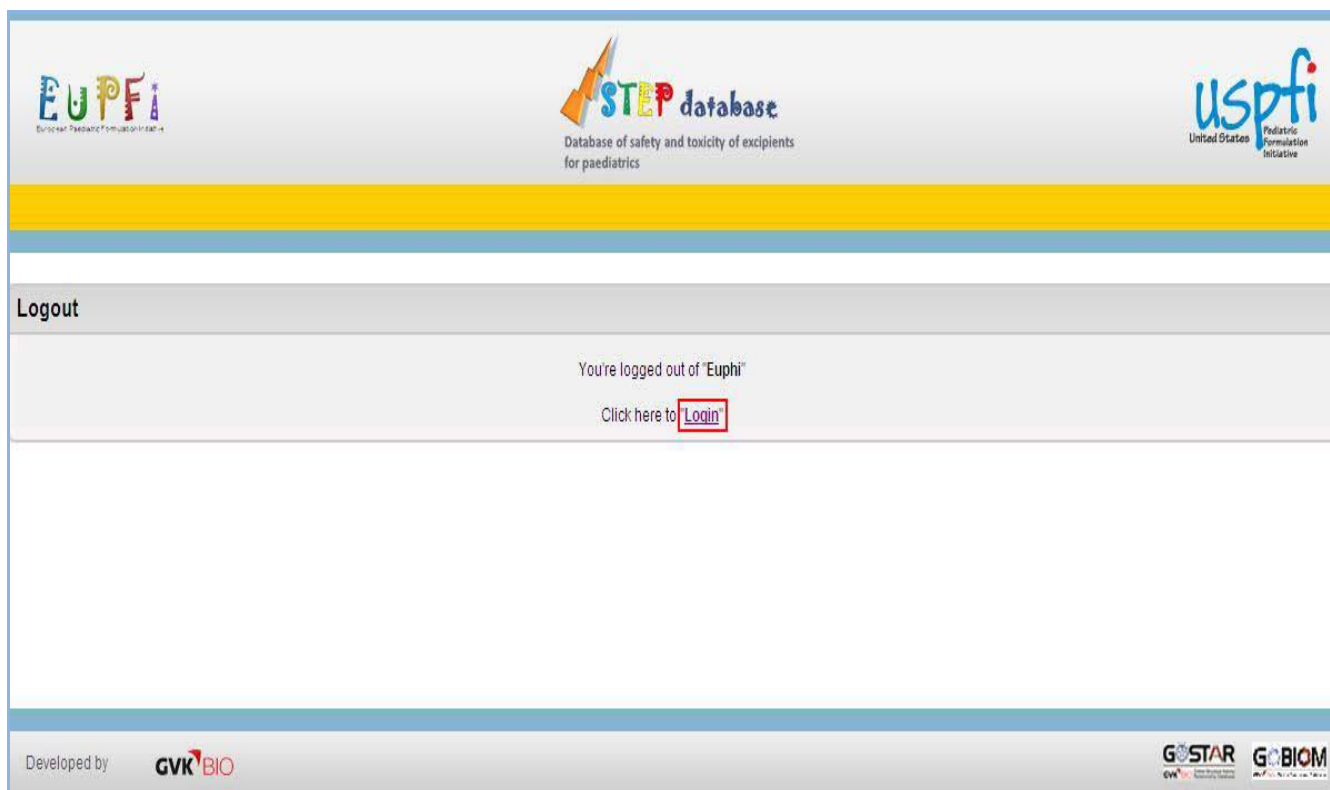 EUPFi
European Paediatric Formulation Initiative
STEP database
Database of safety and toxicity of excipients
for paediatrics
uspfi
United States
Pediatric
Formulation
Initiative
Logout
You're logged out of "Euphi"
Click here to "Login"
Developed by
GVK BIO
GOSTAR
GOBIOM